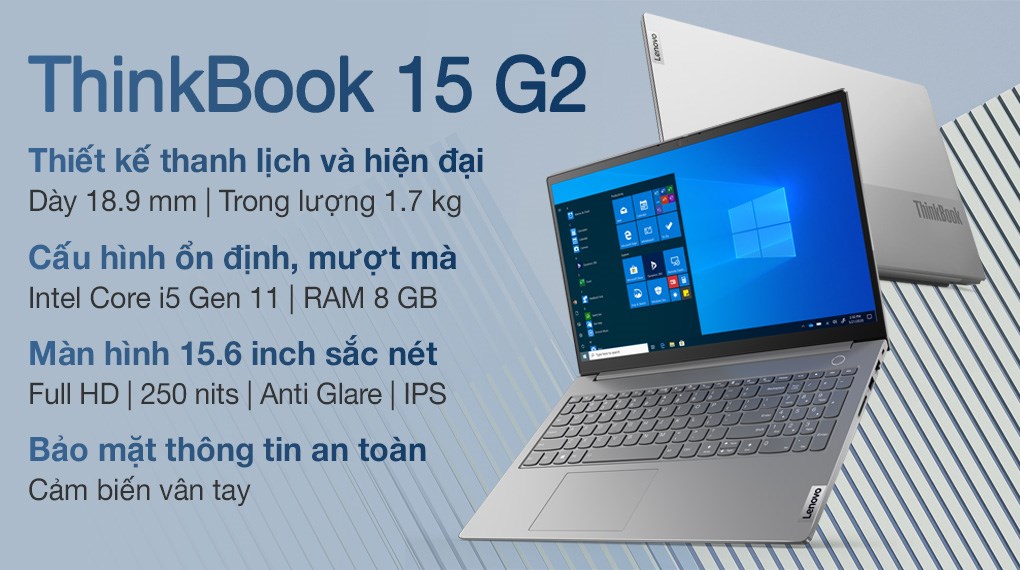 ThinkBook 15 G2
Thiết kế thanh lịch và hiện đại
Dày 18.9 mm | Trong lượng 1.7 kg
Cấu hình ổn định, mượt mà
Intel Core i5 Gen 11 | RAM 8 GB
Màn hình 15.6 inch sắc nét
Full HD | 250 nits | Anti Glare | IPS
Bảo mặt thông tin an toàn
Cảm biến vân tay
Lenovo
ThinkBook
Lenovo